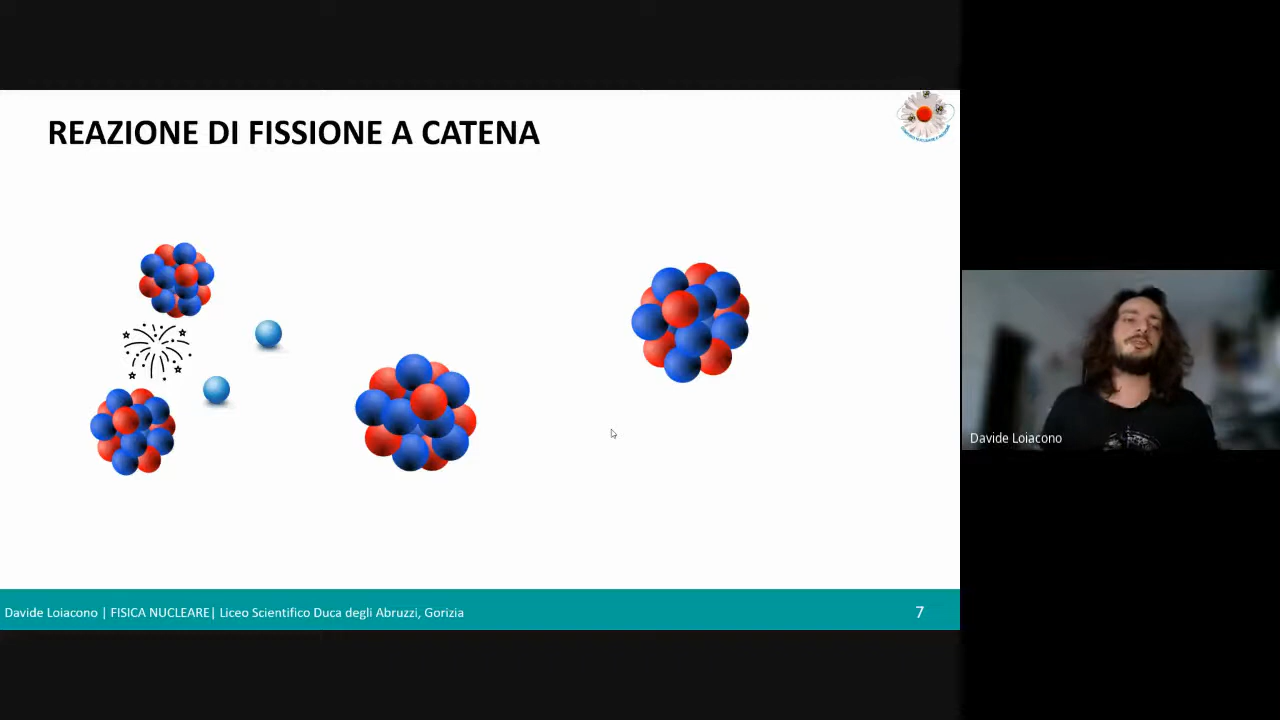 REAZIONE DI FISSIONE A CATENA
Davide Loiacono
Davide Loiacono | FISICA NUCLEARE| Liceo Scientifico Duca degli Abruzzi, Gorizia
7